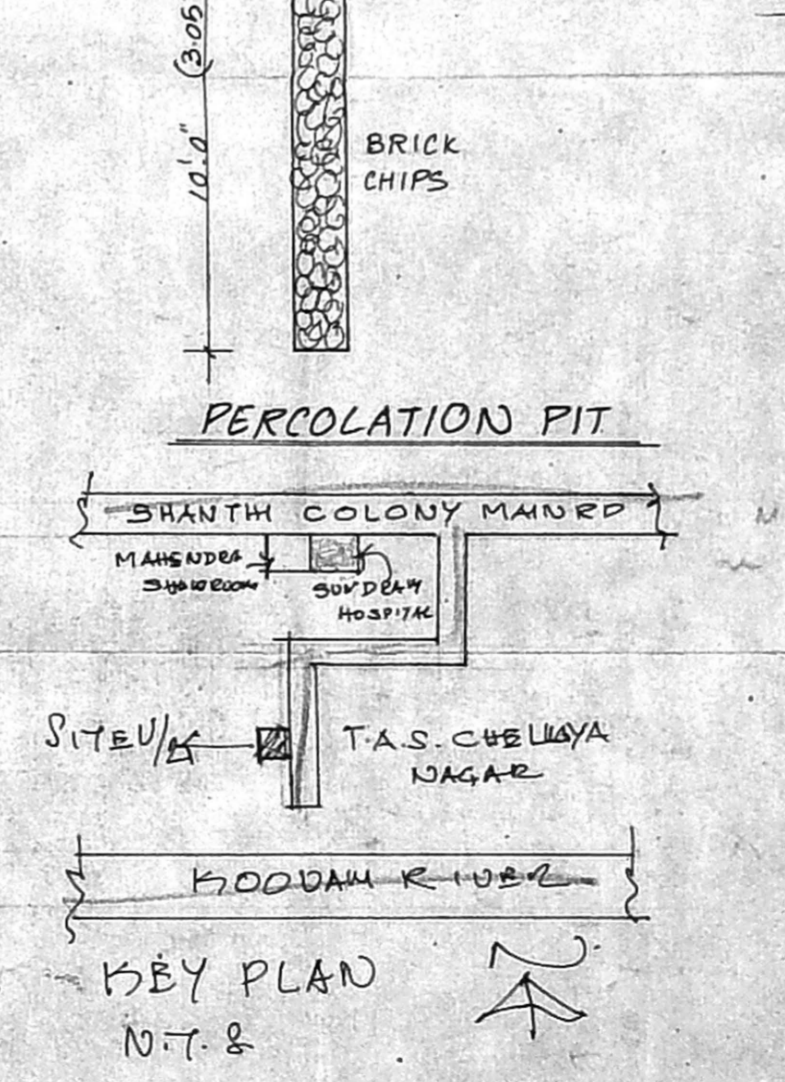 10'.0" (3.05
BRICK
CHIPS
PERCOLATION PIT
SHANTHI COLONY MAIN RD
MAHENDRA
SHOWROOM
SUNDRAM
HOSPITAL
SITE U/
T.A.S. CHELLAYA
NAGAR
KOOVAM RIVER
KEY PLAN
N.T.S
N